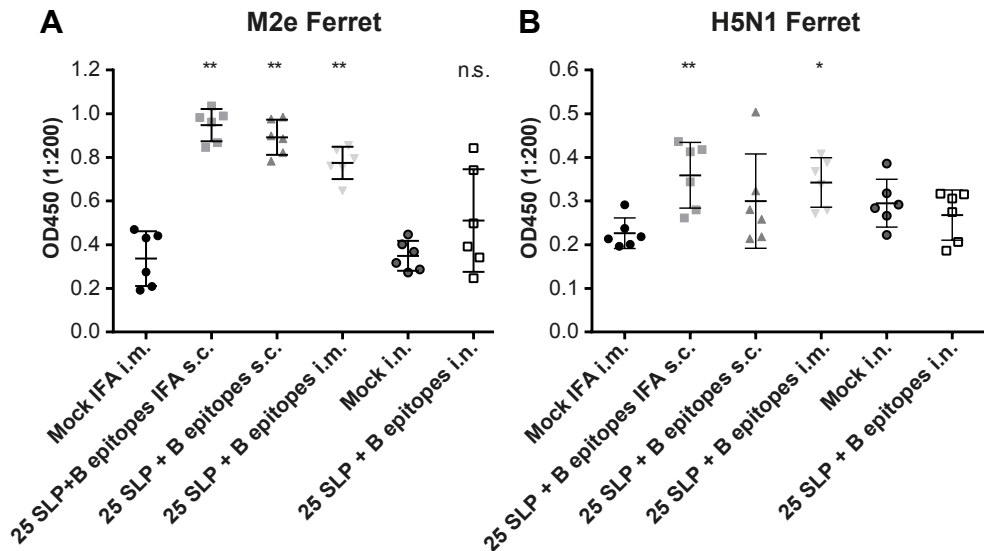 A
M2e Ferret
** ** ** n.s.
OD450 (1:200)
1.2
1.0
0.8
0.6
0.4
0.2
0.0
Mock IFA i.m.
25 SLP+B epitopes IFA s.c.
25 SLP + B epitopes s.c.
25 SLP + B epitopes i.m.
Mock i.n.
25 SLP + B epitopes i.n.
B
H5N1 Ferret
** *
OD450 (1:200)
0.6
0.5
0.4
0.3
0.2
0.1
0.0
Mock IFA i.m.
25 SLP + B epitopes IFA s.c.
25 SLP + B epitopes s.c.
25 SLP + B epitopes i.m.
Mock i.n.
25 SLP + B epitopes i.n.